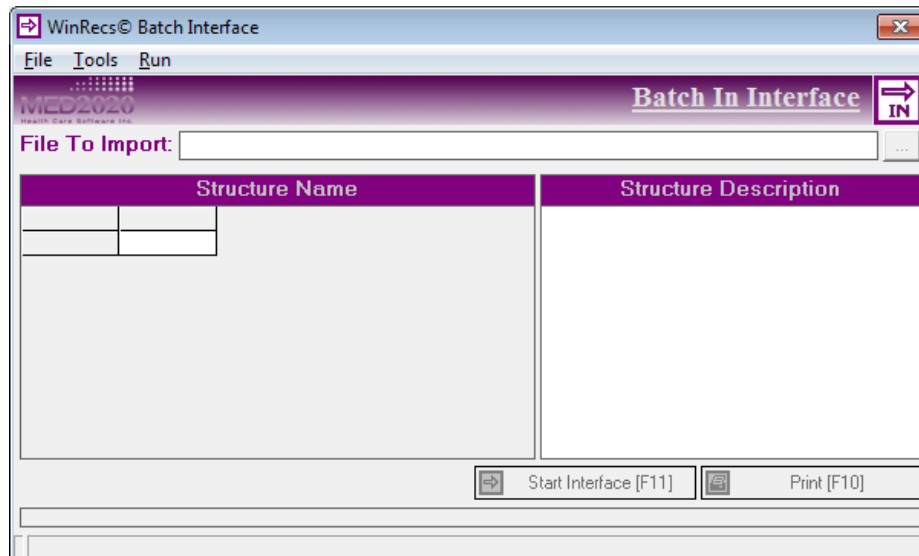 WinRecs© Batch Interface
File Tools Run
MED2020
Health Care Software Inc.
Batch In Interface
IN
File To Import:
...
Structure Name
Structure Description
Start Interface [F11]
Print [F10]